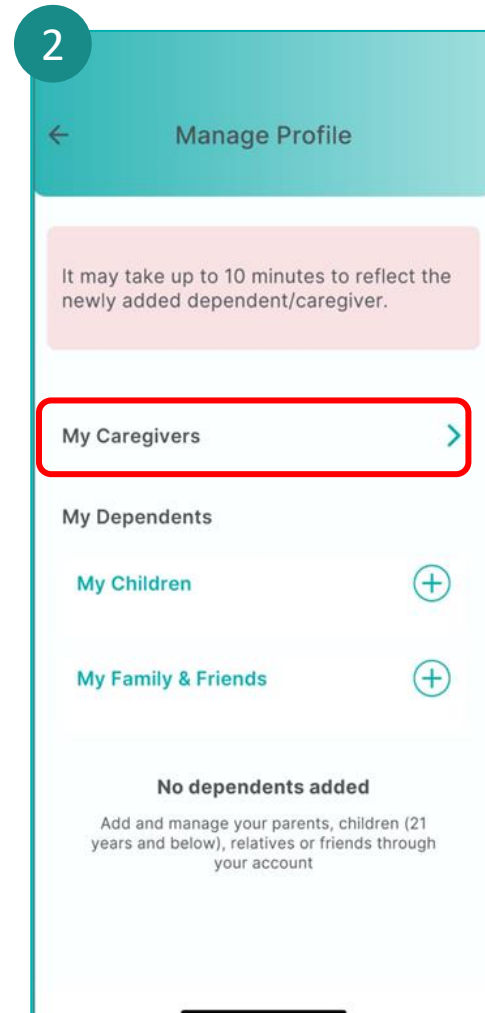 2
Manage Profile
It may take up to 10 minutes to reflect the
newly added dependent/caregiver.
My Caregivers
My Dependents
My Children
My Family & Friends
No dependents added
Add and manage your parents, children (21
years and below), relatives or friends through
your account